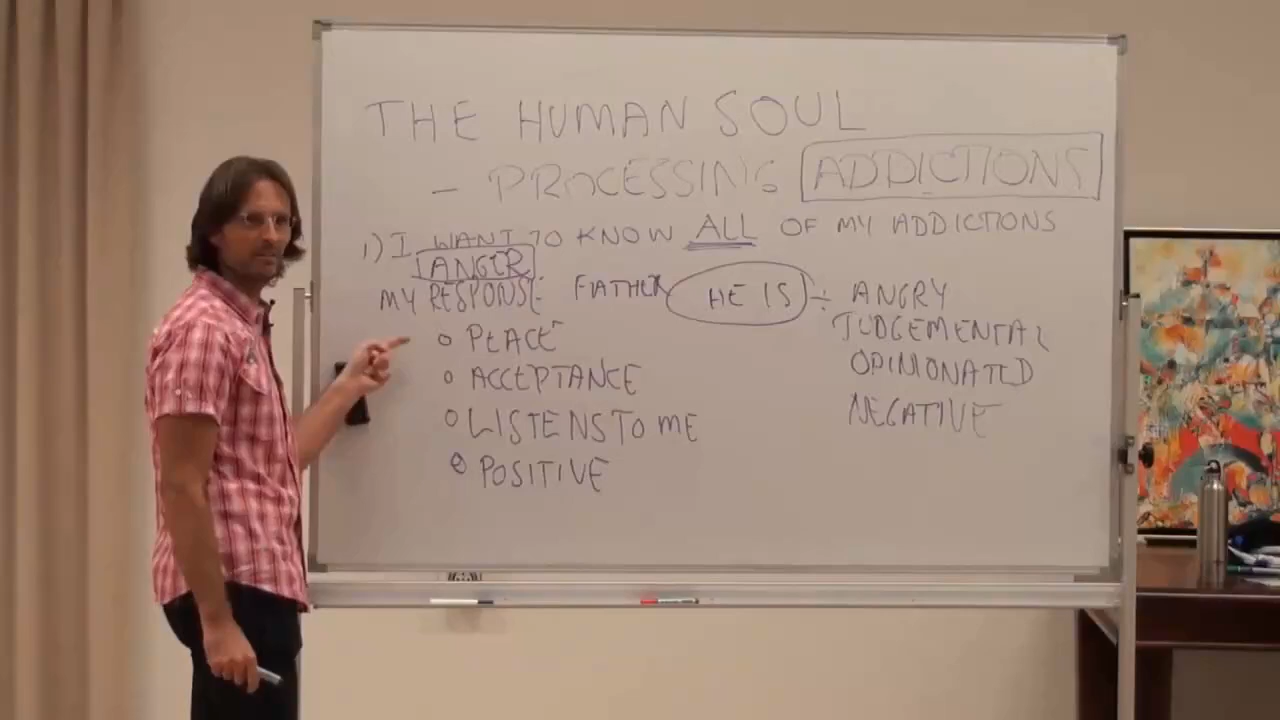 THE HUMAN SOUL
- PROCESSING ADDICTIONS
1) I WANT TO KNOW ALL OF MY ADDICTIONS
ANGER
MY RESPONSE: FATHER HE IS ÷ ANGRY
JUDGEMENTAL
OPINIONATED
NEGATIVE
o PEACE
o ACCEPTANCE
o LISTENS TO ME
o POSITIVE